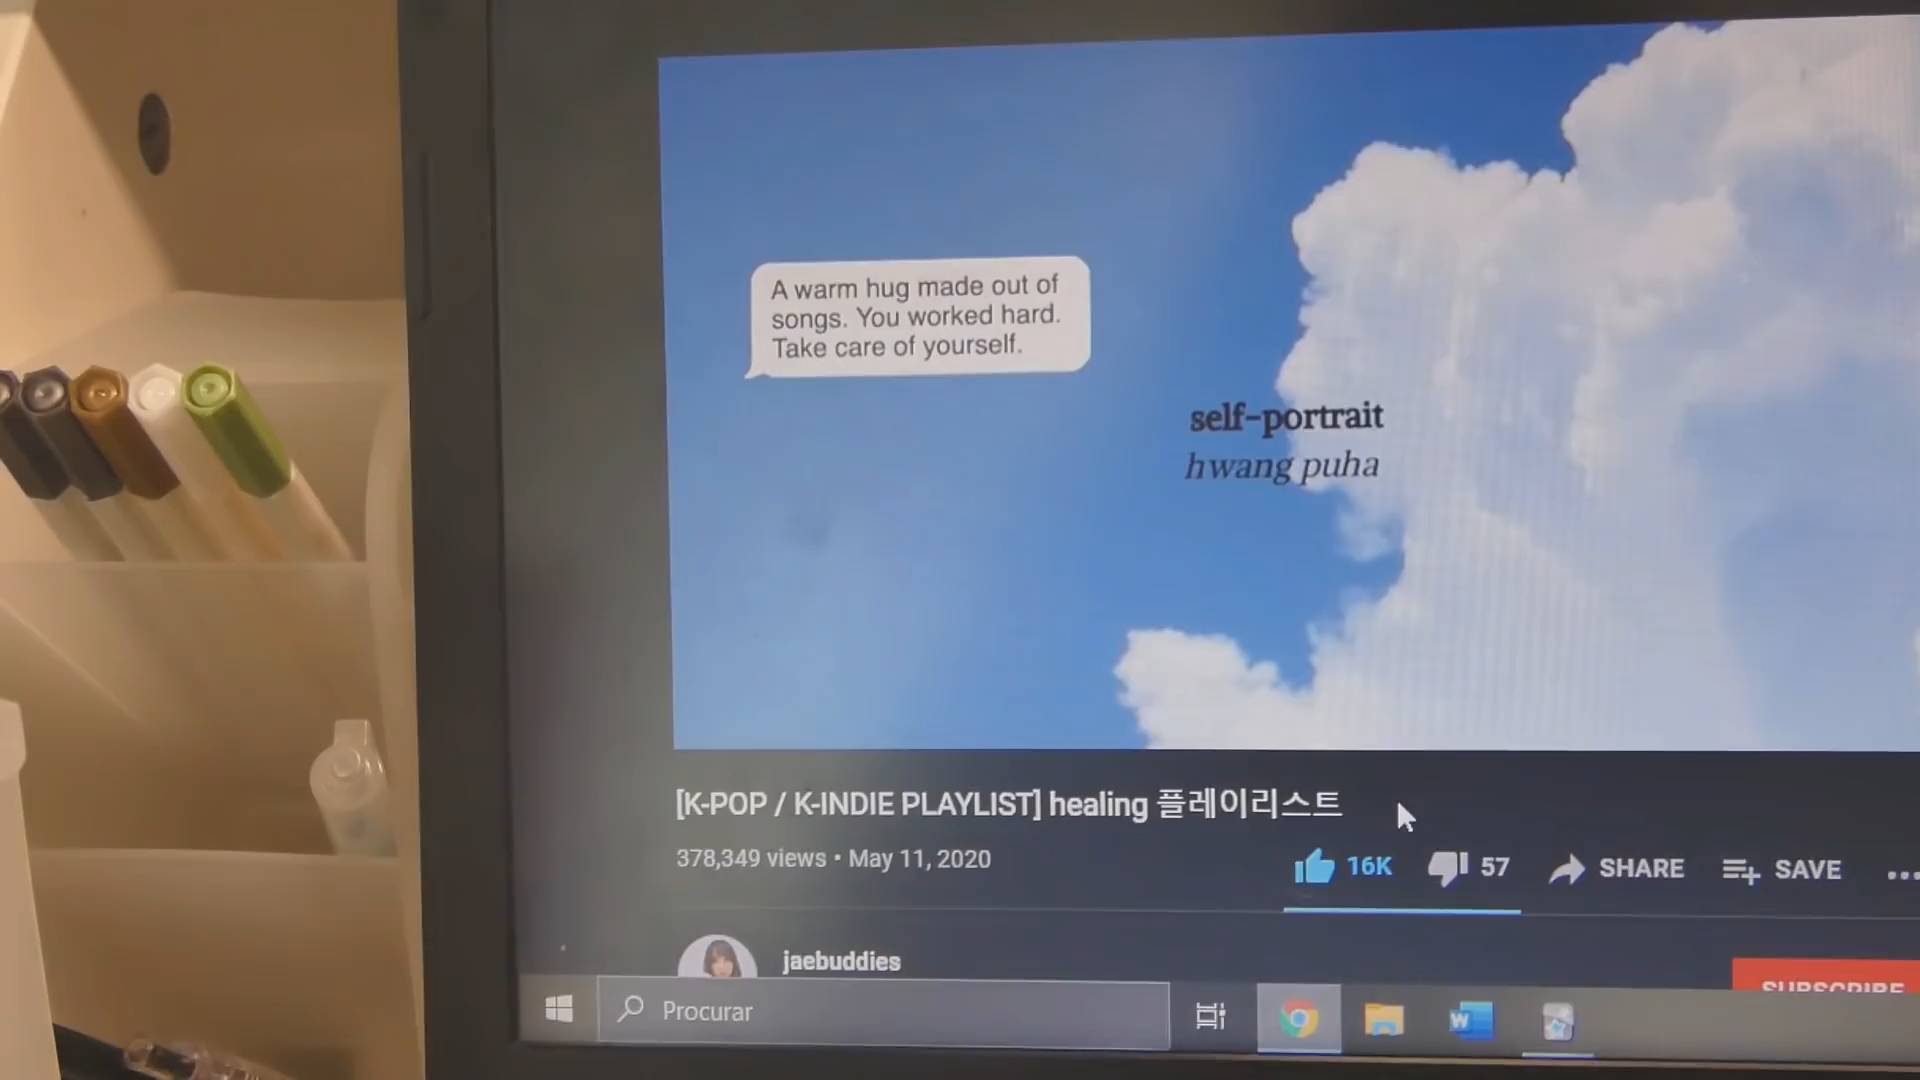 A warm hug made out of
songs. You worked hard.
Take care of yourself.
self-portrait
hwang puha
[K-POP / K-INDIE PLAYLIST] healing 플레이리스트
378,349 views • May 11, 2020
16K
57
SHARE
SAVE
jaebuddies
SUBSCRIBE
Procurar
W